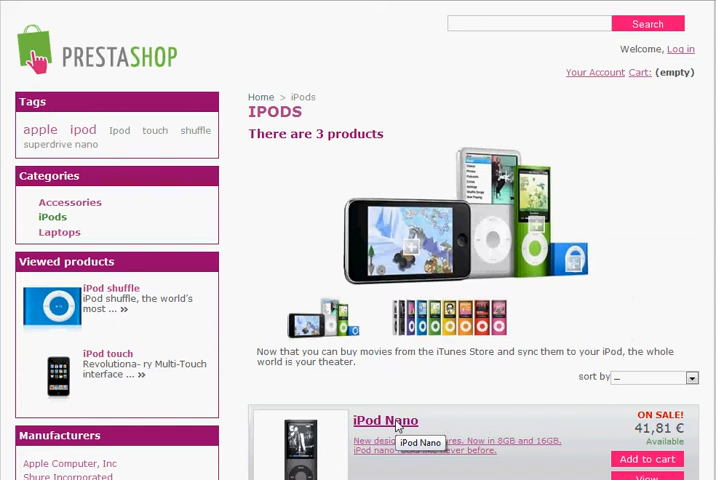 Search
PRESTASHOP
Welcome, Log in
Your Account Cart: (empty)
Tags
apple ipod Ipod touch shuffle
superdrive nano
Categories
Accessories
iPods
Laptops
Viewed products
iPod shuffle
iPod shuffle, the world's
most ... »
iPod touch
Revolutiona- ry Multi-Touch
interface ... »
Manufacturers
Apple Computer, Inc
Shure Incorporated
Home > iPods
IPODS
There are 3 products
Now that you can buy movies from the iTunes Store and sync them to your iPod, the whole
world is your theater.
sort by --
iPod Nano
New desi res. Now in 8GB and 16GB,
iPod nano never before.
iPod Nano
ON SALE!
41,81 €
Available
Add to cart
View